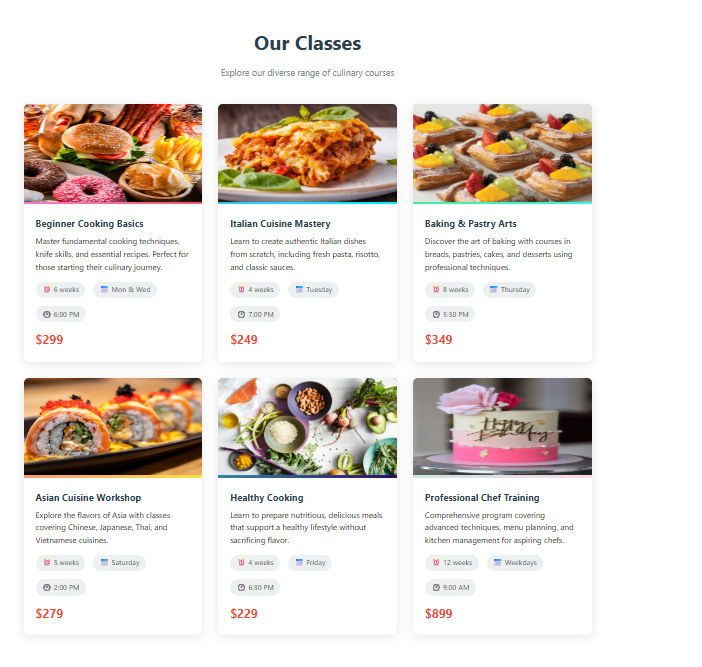 Our Classes
Explore our diverse range of culinary courses
Beginner Cooking Basics
Master fundamental cooking techniques,
knife skills, and essential recipes. Perfect for
those starting their culinary journey.
6 weeks
Mon & Wed
6:00 PM
$299
Italian Cuisine Mastery
Learn to create authentic Italian dishes
from scratch, including fresh pasta, risotto,
and classic sauces.
4 weeks
Tuesday
7:00 PM
$249
Baking & Pastry Arts
Discover the art of baking with courses in
breads, pastries, cakes, and desserts using
professional techniques.
8 weeks
Thursday
5:30 PM
$349
Asian Cuisine Workshop
Explore the flavors of Asia with classes
covering Chinese, Japanese, Thai, and
Vietnamese cuisines.
5 weeks
Saturday
2:00 PM
$279
Healthy Cooking
Learn to prepare nutritious, delicious meals
that support a healthy lifestyle without
sacrificing flavor.
4 weeks
Friday
6:30 PM
$229
Happy
Birthday
Professional Chef Training
Comprehensive program covering
advanced techniques, menu planning, and
kitchen management for aspiring chefs.
12 weeks
Weekdays
9:00 AM
$899